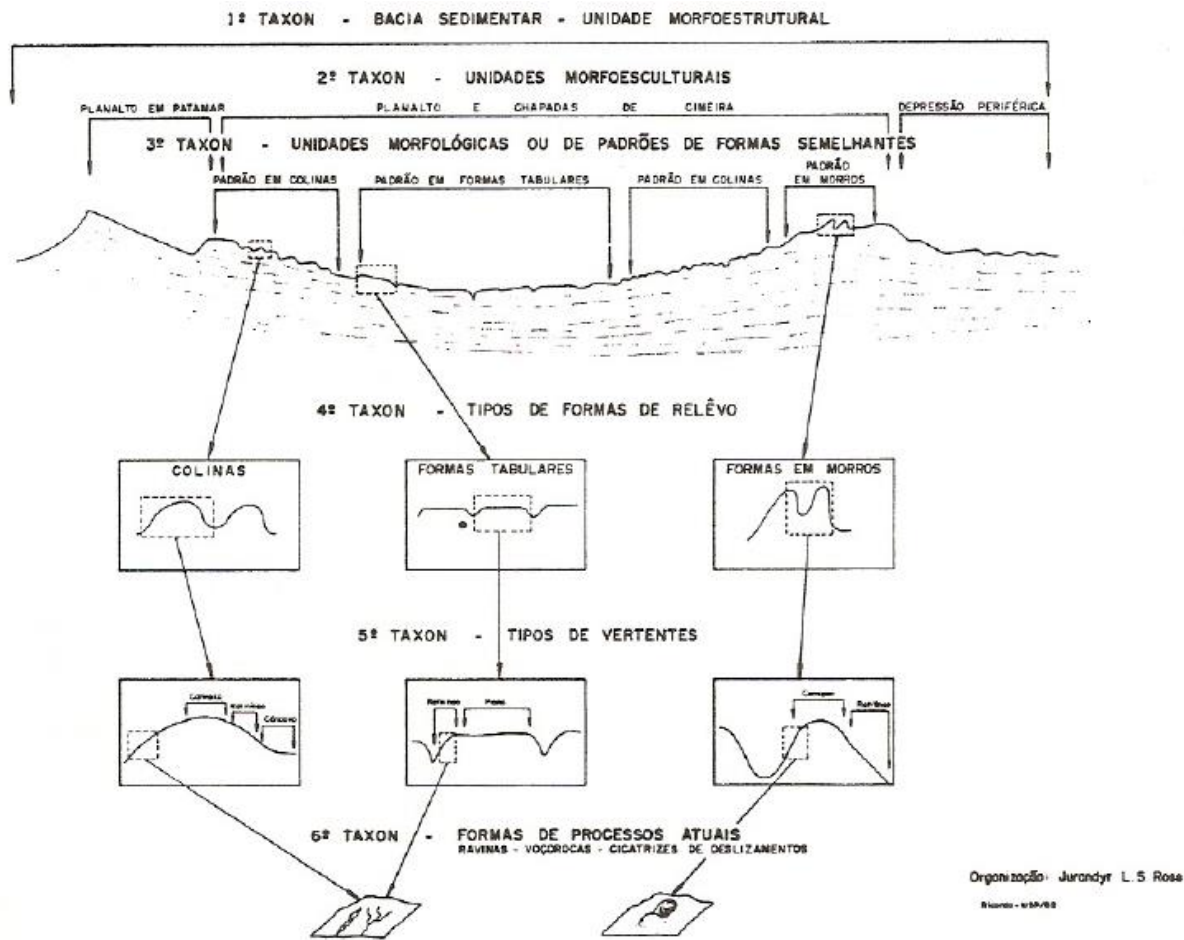 1º TAXON - BACIA SEDIMENTAR - UNIDADE MORFOESTRUTURAL
2º TAXON - UNIDADES MORFOESCULTURAIS
PLANALTO EM PATAMAR
PLANALTO E CHAPADAS DE CIMEIRA
DEPRESSÃO PERIFÉRICA
3º TAXON - UNIDADES MORFOLÓGICAS OU DE PADRÕES DE FORMAS SEMELHANTES
PADRÃO EM COLINAS
PADRÃO EM FORMAS TABULARES
PADRÃO EM COLINAS
PADRÃO
EM MORROS
4º TAXON - TIPOS DE FORMAS DE RELÊVO
COLINAS
FORMAS TABULARES
FORMAS EM MORROS
5º TAXON - TIPOS DE VERTENTES
Convexo
Retilíneo
Côncavo
Retilíneo
Plano
Convexo
Retilíneo
6º TAXON - FORMAS DE PROCESSOS ATUAIS
RAVINAS - VOÇOROCAS - CICATRIZES DE DESLIZAMENTOS
Organização: Jurandyr L.S Ross